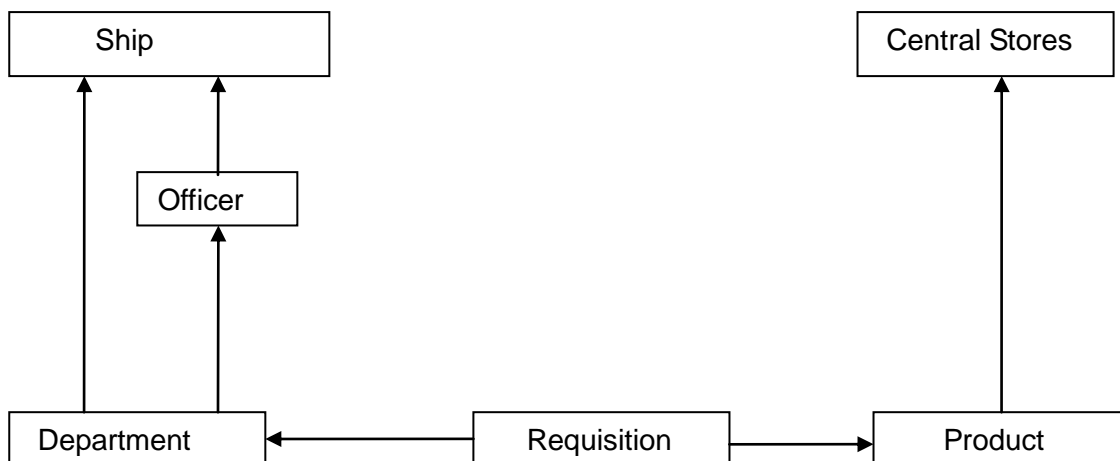 Ship
Central Stores
Officer
Department
Requisition
Product